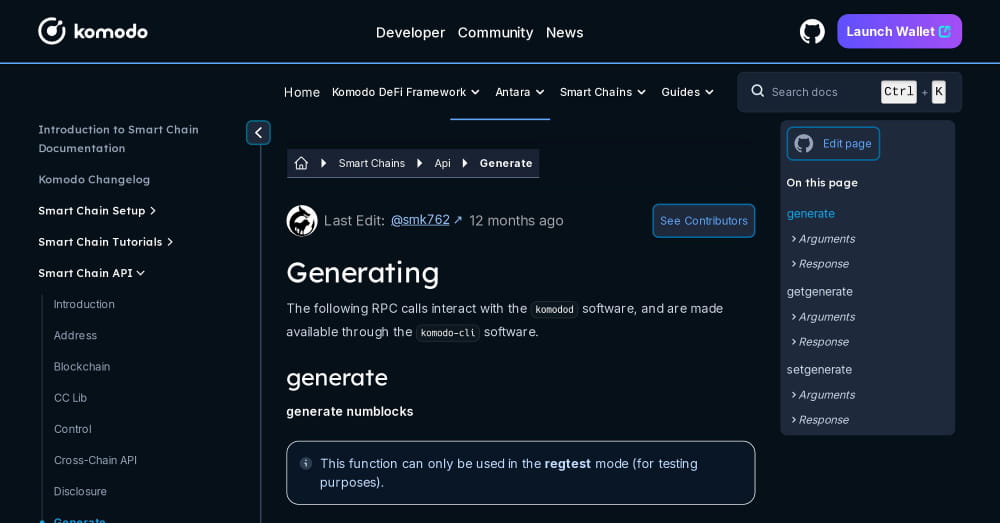 komodo
Developer Community News
Launch Wallet
Home Komodo DeFi Framework Antara Smart Chains Guides
Search docs Ctrl + K
Introduction to Smart Chain
Documentation
Komodo Changelog
Smart Chain Setup
Smart Chain Tutorials
Smart Chain API
Introduction
Address
Blockchain
CC Lib
Control
Cross-Chain API
Disclosure
Generate
Smart Chains Api Generate
Last Edit: @smk762 ↗ 12 months ago
See Contributors
Generating
The following RPC calls interact with the komodod software, and are made
available through the komodo-cli software.
generate
generate numblocks
This function can only be used in the regtest mode (for testing
purposes).
Edit page
On this page
generate
Arguments
Response
getgenerate
Arguments
Response
setgenerate
Arguments
Response